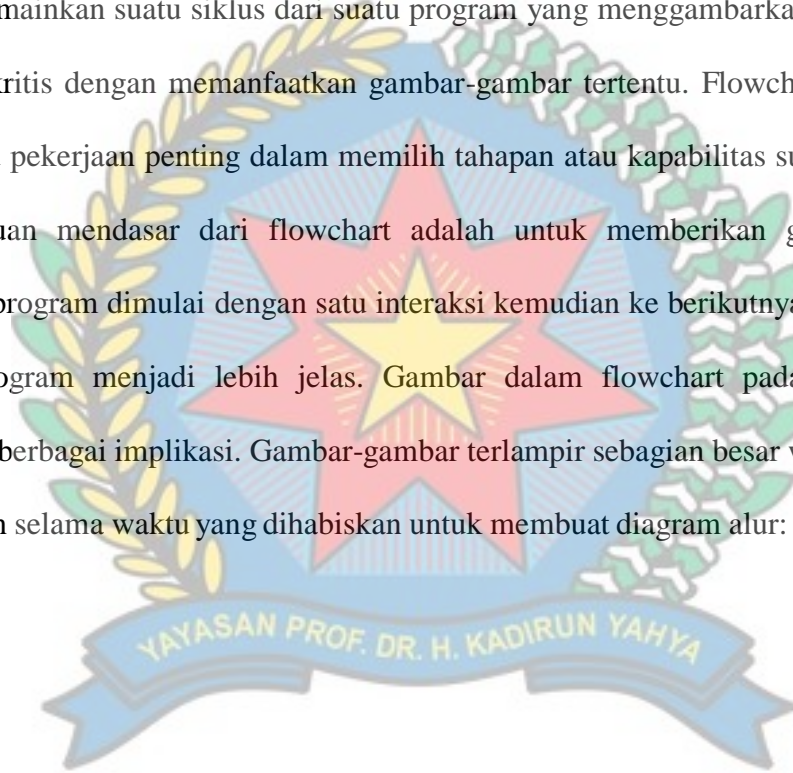 mainkan suatu siklus dari suatu program yang menggambarka
kritis dengan memanfaatkan gambar-gambar tertentu. Flowch
pekerjaan penting dalam memilih tahapan atau kapabilitas su
uan mendasar dari flowchart adalah untuk memberikan g
program dimulai dengan satu interaksi kemudian ke berikutnya
ogram menjadi lebih jelas. Gambar dalam flowchart pada
berbagai implikasi. Gambar-gambar terlampir sebagian besar
n selama waktu yang dihabiskan untuk membuat diagram alur:
YAYASAN PROF. DR. H. KADIRUN YAHYA